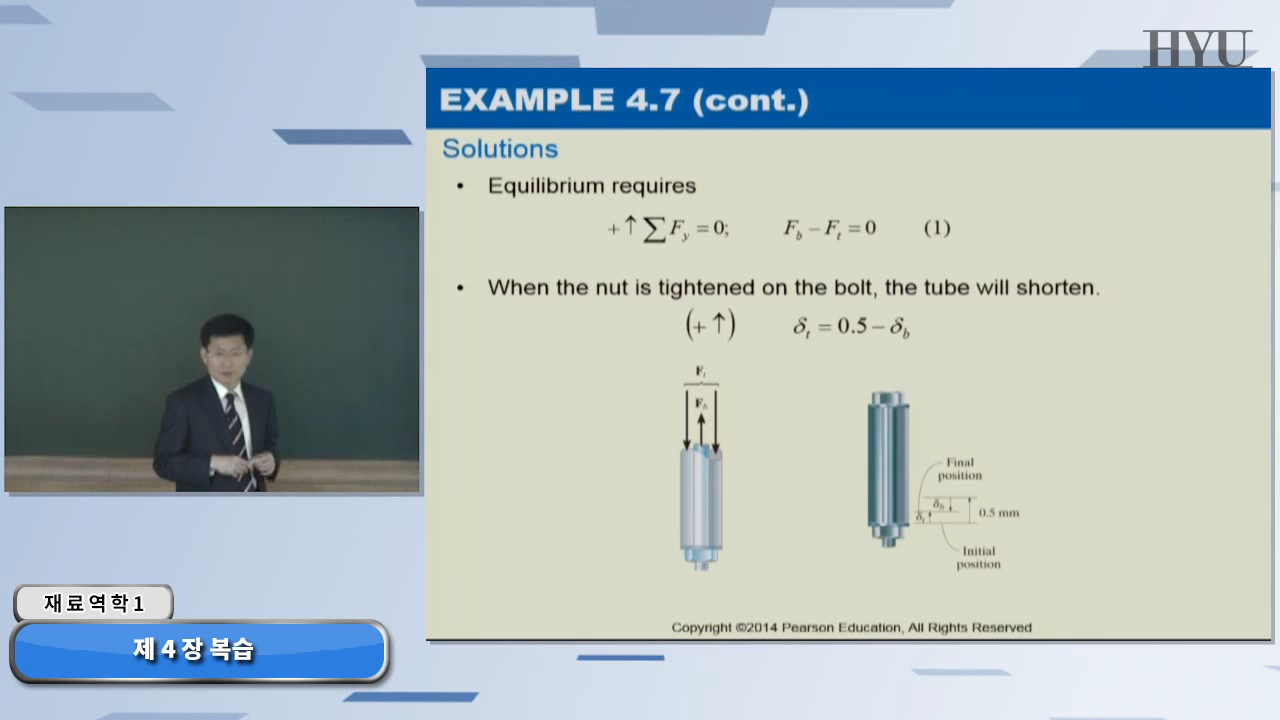 HYU
EXAMPLE 4.7 (cont.)
Solutions
• Equilibrium requires
+↑∑F_y = 0; F_b − F_t = 0 (1)
• When the nut is tightened on the bolt, the tube will shorten.
(+↑) δ_t = 0.5 − δ_b
F_t
F_b
Final
position
δ_b
δ_t
0.5 mm
Initial
position
Copyright ©2014 Pearson Education, All Rights Reserved
재료역학1
제 4 장 복습